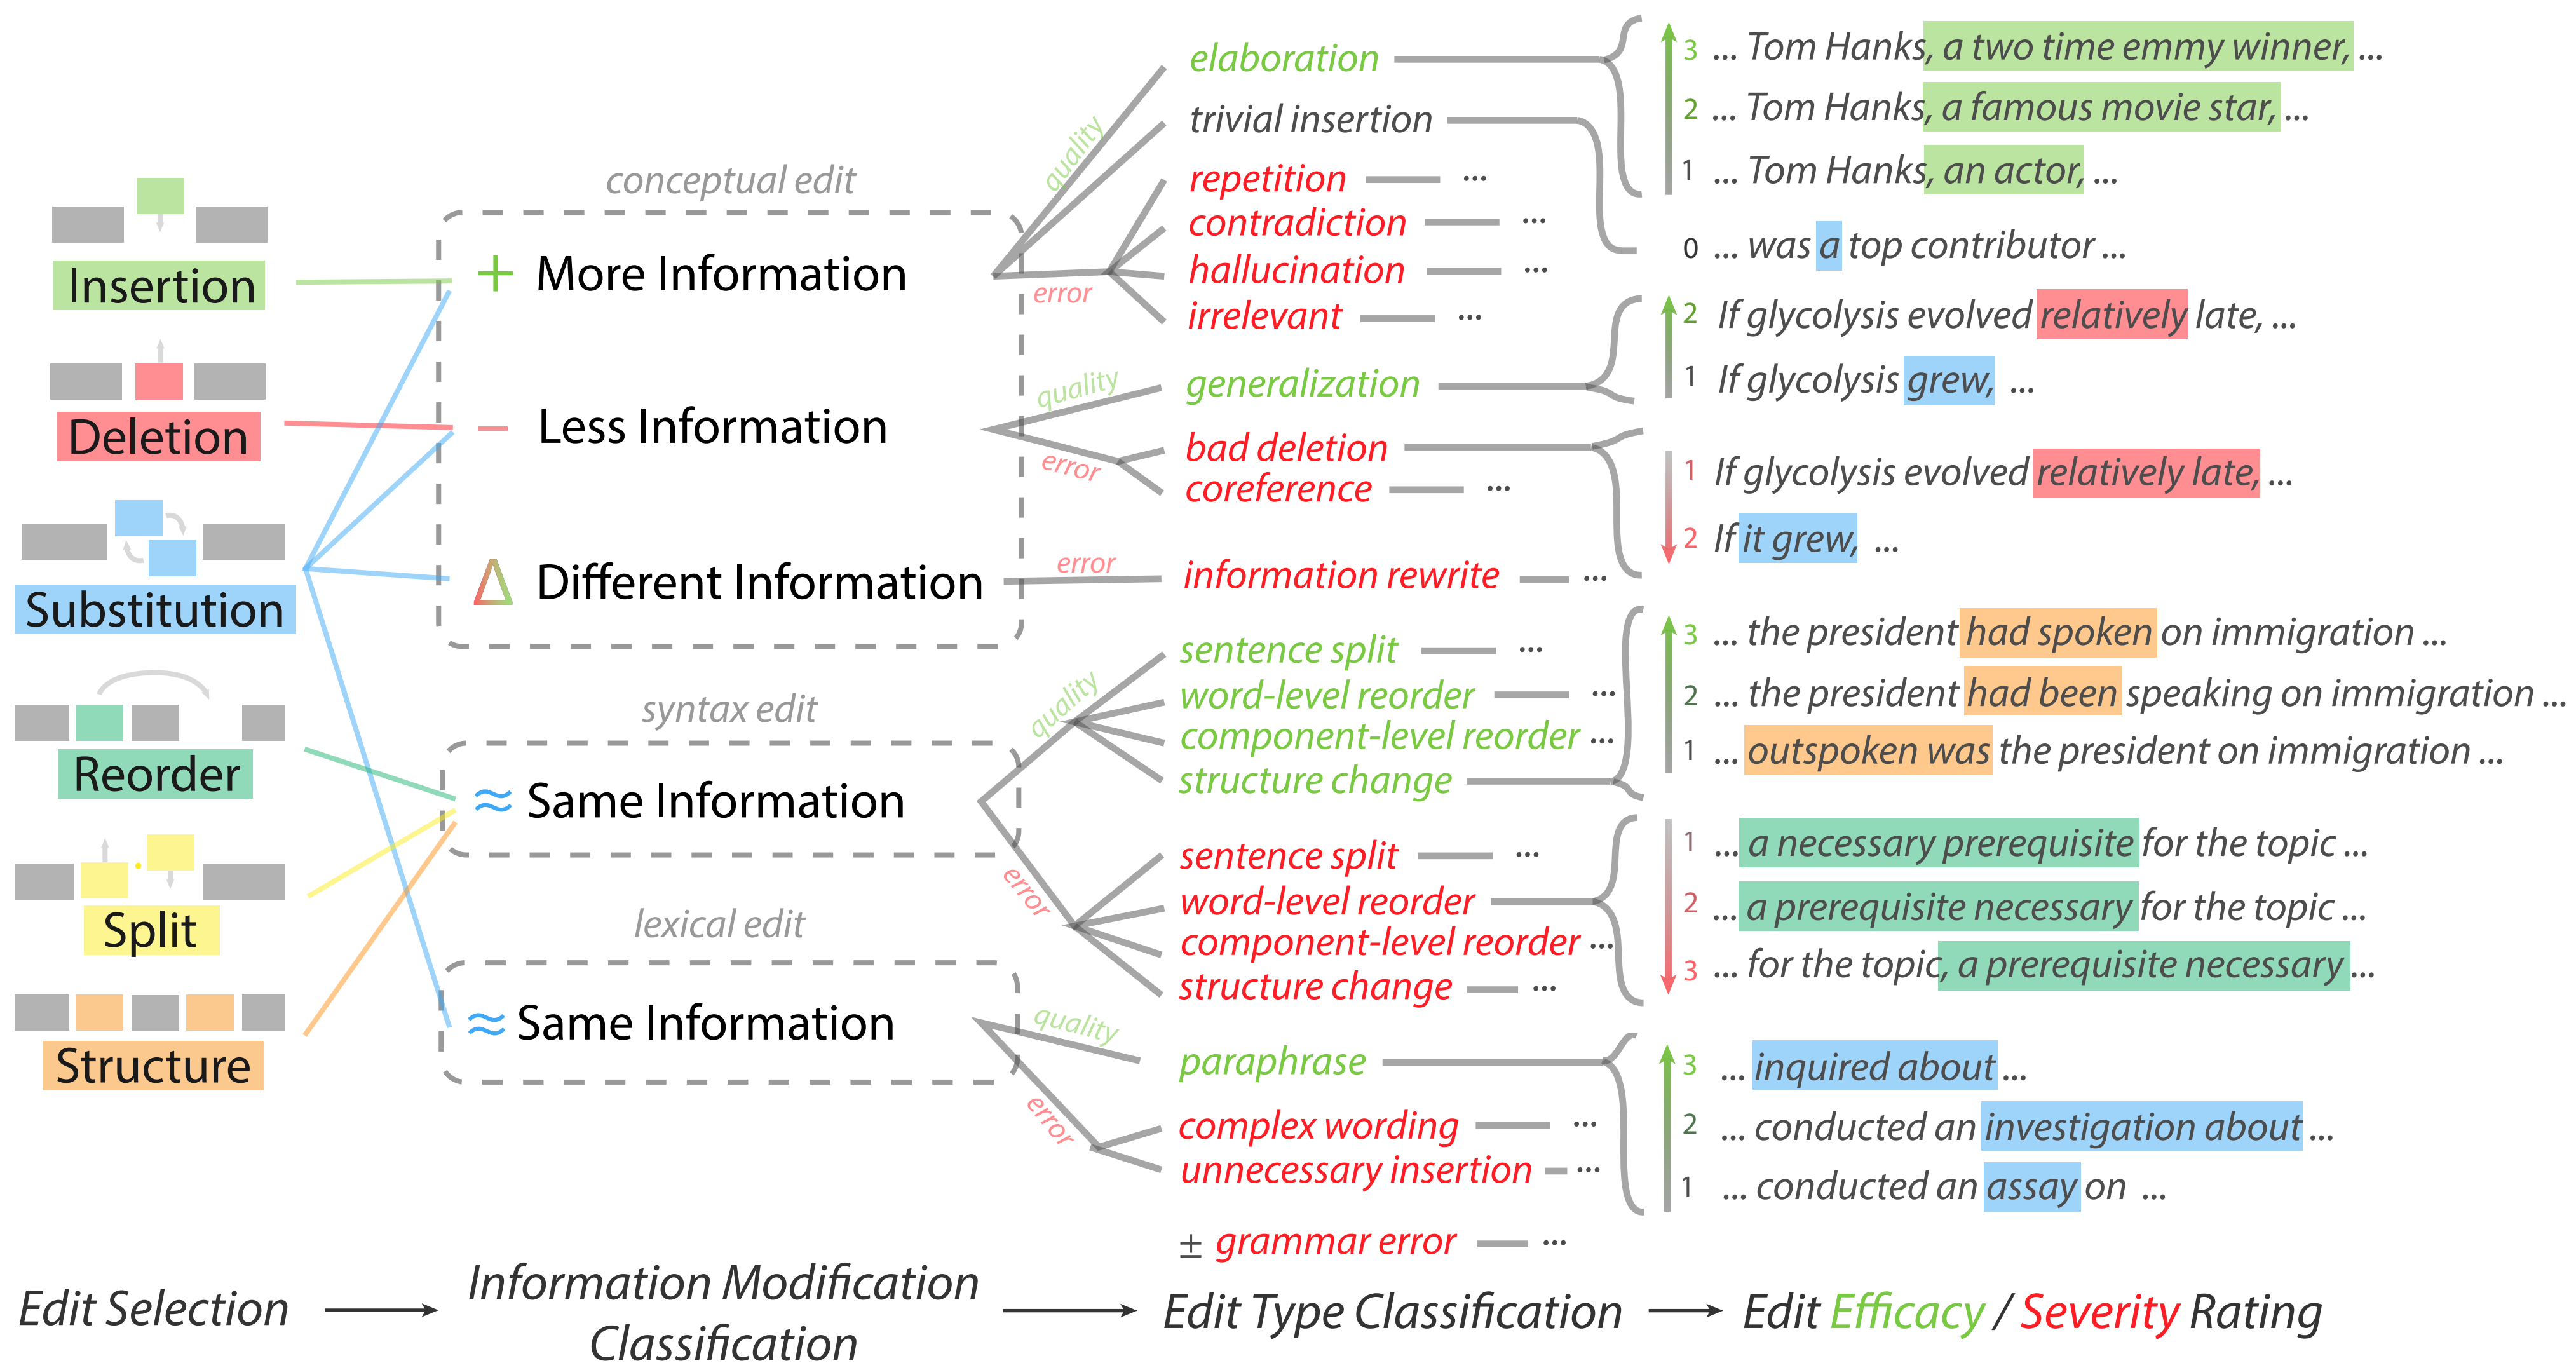 Insertion
Deletion
Substitution
Reorder
Split
Structure
conceptual edit
+ More Information
− Less Information
Δ Different Information
syntax edit
≈ Same Information
lexical edit
≈ Same Information
quality
error
quality
error
error
quality
error
quality
error
elaboration
trivial insertion
repetition ...
contradiction ...
hallucination ...
irrelevant ...
generalization
bad deletion
coreference ...
information rewrite ...
sentence split ...
word-level reorder ...
component-level reorder ...
structure change
sentence split ...
word-level reorder
component-level reorder ...
structure change ...
paraphrase
complex wording ...
unnecessary insertion ...
± grammar error ...
3 ... Tom Hanks, a two time emmy winner, ...
2 ... Tom Hanks, a famous movie star, ...
1 ... Tom Hanks, an actor, ...
0 ... was a top contributor ...
2 If glycolysis evolved relatively late, ...
1 If glycolysis grew, ...
1 If glycolysis evolved relatively late, ...
2 If it grew, ...
3 ... the president had spoken on immigration ...
2 ... the president had been speaking on immigration ...
1 ... outspoken was the president on immigration ...
1 ... a necessary prerequisite for the topic ...
2 ... a prerequisite necessary for the topic ...
3 ... for the topic, a prerequisite necessary ...
3 ... inquired about ...
2 ... conducted an investigation about ...
1 ... conducted an assay on ...
Edit Selection
Information Modification
Classification
Edit Type Classification
Edit Efficacy / Severity Rating